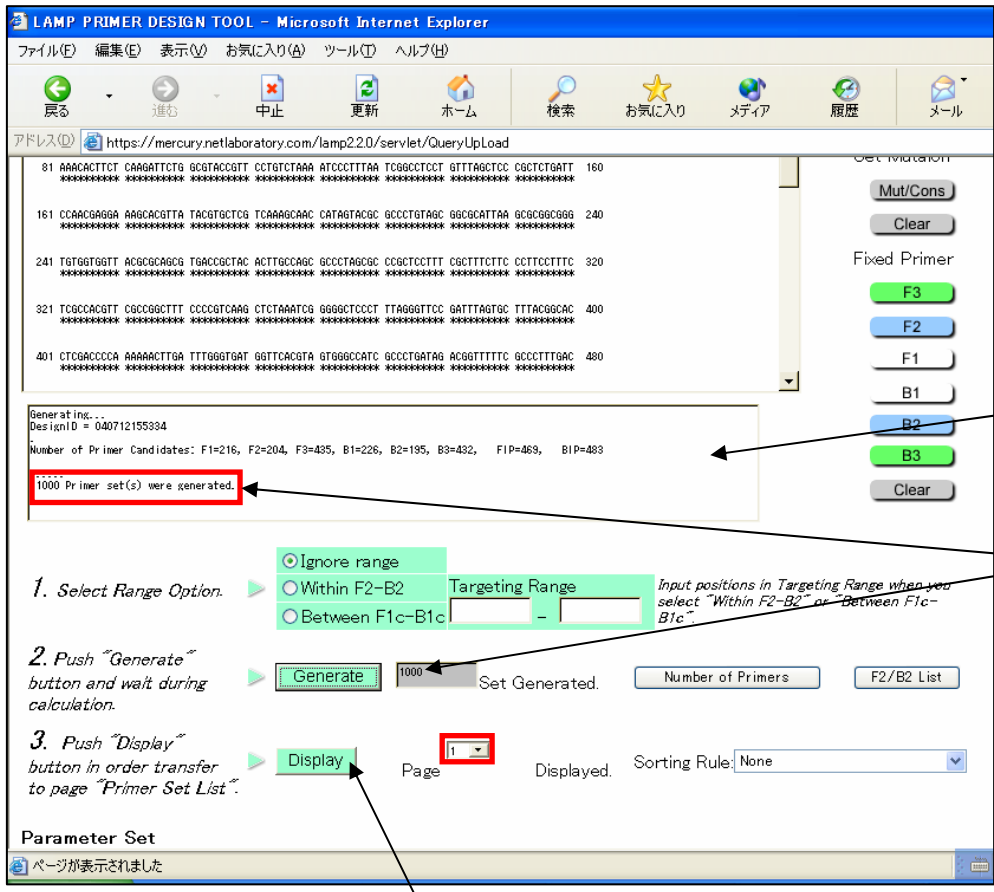 LAMP PRIMER DESIGN TOOL - Microsoft Internet Explorer
ファイル(F) 編集(E) 表示(V) お気に入り(A) ツール(T) ヘルプ(H)
戻る 進む 中止 更新 ホーム 検索 お気に入り メディア 履歴 メール
アドレス(D) https://mercury.netlaboratory.com/lamp2.2.0/servlet/QueryUpLoad
81 AAACACTTCT CAAGATTCTG GCGTACCGTT CCTGTCTAAA ATCCCTTTAA TCGGCCTCCT GTTTAGCTCC CGCTCTGATT 160
********** ********** ********** ********** ********** ********** ********** **********
161 CCAACGAGGA AAGCACGTTA TACGTGCTCG TCAAAGCAAC CATAGTACGC GCCCTGTAGC GGCGCATTAA GCGCGGCGGG 240
********** ********** ********** ********** ********** ********** ********** **********
241 TGTGGTGGTT ACGCGCAGCG TGACCGCTAC ACTTGCCAGC GCCCTAGCGC CCGCTCCTTT CGCTTTCTTC CCTTCCTTTC 320
********** ********** ********** ********** ********** ********** ********** **********
321 TCGCCACGTT CGCCGGCTTT CCCCGTCAAG CTCTAAATCG GGGGCTCCCT TTAGGGTTCC GATTTAGTGC TTTACGGCAC 400
********** ********** ********** ********** ********** ********** ********** **********
401 CTCGACCCCA AAAAACTTGA TTTGGGTGAT GGTTCACGTA GTGGGCCATC GCCCTGATAG ACGGTTTTTC GCCCTTTGAC 480
********** ********** ********** ********** ********** ********** ********** **********
Set Mutaion
Mut/Cons
Clear
Fixed Primer
F3
F2
F1
B1
B2
B3
Clear
Generating...
DesignID = 040712155334
.
Number of Primer Candidates: F1=216, F2=204, F3=435, B1=226, B2=195, B3=432, FIP=469, BIP=483
.....
1000 Primer set(s) were generated.
1. Select Range Option.
Ignore range
Within F2-B2
Between F1c-B1c
Targeting Range
-
Input positions in Targeting Range when you
select "Within F2-B2" or "Between F1c-
B1c".
2. Push "Generate"
button and wait during
calculation.
Generate 1000 Set Generated. Number of Primers F2/B2 List
3. Push "Display"
button in order transfer
to page "Primer Set List".
Display Page 1 Displayed. Sorting Rule: None
Parameter Set
ページが表示されました